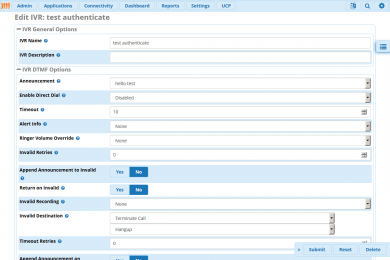 Admin Applications Connectivity Dashboard Reports Settings UCP
Edit IVR: test authenticate
IVR General Options
IVR Name test authenticate
IVR Description
IVR DTMF Options
Announcement hello test
Enable Direct Dial Disabled
Timeout 10
Alert Info None
Ringer Volume Override None
Invalid Retries 0
Append Announcement to Invalid Yes No
Return on Invalid Yes No
Invalid Recording None
Invalid Destination Terminate Call
Hangup
Timeout Retries 0
» Submit Reset Delete
Append Announcement on Yes No